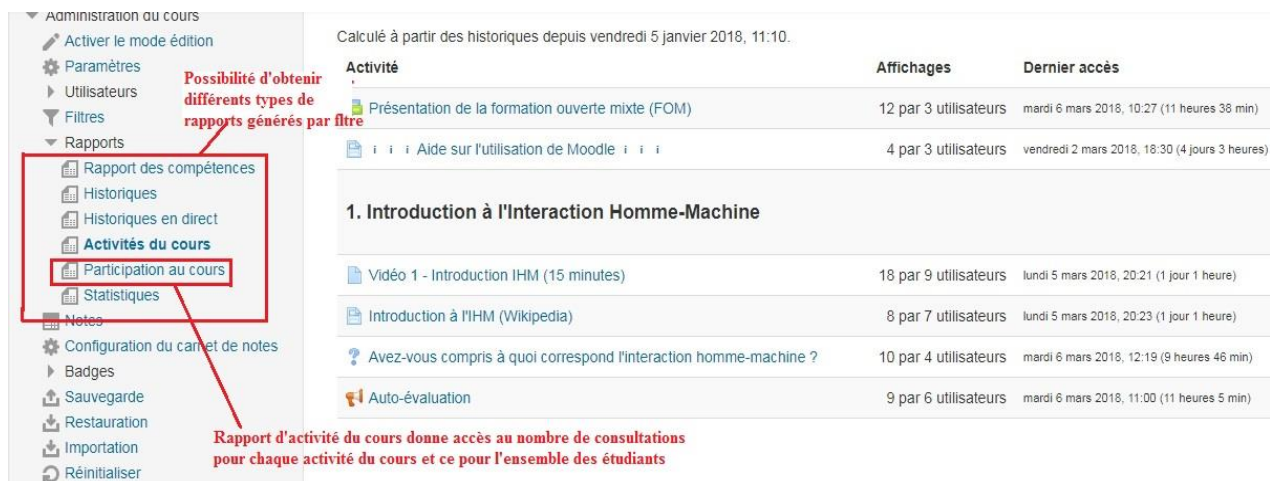 Administration du cours
Activer le mode édition
Paramètres
Utilisateurs
Filtres
Rapports
Rapport des compétences
Historiques
Historiques en direct
Activités du cours
Participation au cours
Statistiques
Notes
Configuration du carnet de notes
Badges
Sauvegarde
Restauration
Importation
Réinitialiser
Possibilité d'obtenir
différents types de
rapports générés par fltre
Rapport d'activité du cours donne accès au nombre de consultations
pour chaque activité du cours et ce pour l'ensemble des étudiants
Calculé à partir des historiques depuis vendredi 5 janvier 2018, 11:10.
Activité Affichages Dernier accès
Présentation de la formation ouverte mixte (FOM) 12 par 3 utilisateurs mardi 6 mars 2018, 10:27 (11 heures 38 min)
¡ ¡ ¡ Aide sur l'utilisation de Moodle ¡ ¡ ¡ 4 par 3 utilisateurs vendredi 2 mars 2018, 18:30 (4 jours 3 heures)
1. Introduction à l'Interaction Homme-Machine
Vidéo 1 - Introduction IHM (15 minutes) 18 par 9 utilisateurs lundi 5 mars 2018, 20:21 (1 jour 1 heure)
Introduction à l'IHM (Wikipedia) 8 par 7 utilisateurs lundi 5 mars 2018, 20:23 (1 jour 1 heure)
Avez-vous compris à quoi correspond l'interaction homme-machine ? 10 par 4 utilisateurs mardi 6 mars 2018, 12:19 (9 heures 46 min)
Auto-évaluation 9 par 6 utilisateurs mardi 6 mars 2018, 11:00 (11 heures 5 min)